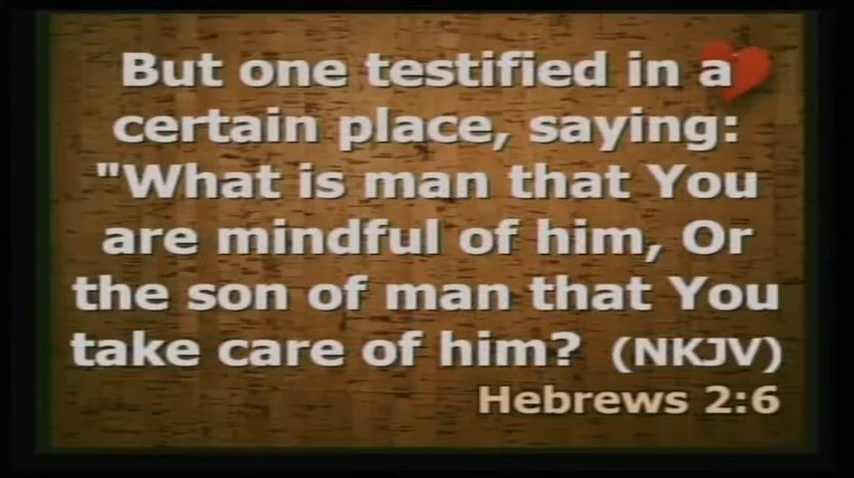 But one testified in a
certain place, saying:
"What is man that You
are mindful of him, Or
the son of man that You
take care of him? (NKJV)
Hebrews 2:6